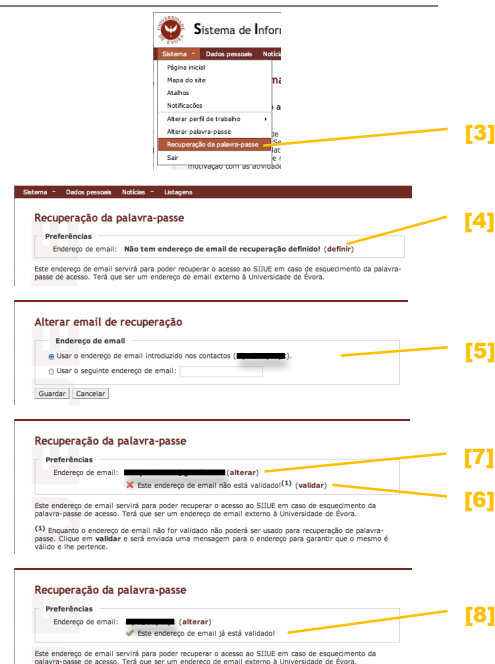 UNIVERSIDADE DE ÉVORA
Sistema de Infor
Sistema Dados pessoais Notíci
Página inicial
Mapa do site
Atalhos
Notificações
Alterar perfil de trabalho
Alterar palavra-passe
Recuperação da palavra-passe
Sair
motivação com as atividade
[3]
Sistema Dados pessoais Notícias Listagens
Recuperação da palavra-passe
Preferências
Endereço de email: Não tem endereço de email de recuperação definido! (definir)
[4]
Este endereço de email servirá para poder recuperar o acesso ao SIIUE em caso de esquecimento da palavra-
passe de acesso. Terá que ser um endereço de email externo à Universidade de Évora.
Alterar email de recuperação
Endereço de email
Usar o endereço de email introduzido nos contactos ( ).
[5]
Usar o seguinte endereço de email:
Guardar Cancelar
Recuperação da palavra-passe
Preferências
Endereço de email: (alterar)
[7]
Este endereço de email não está validado!(1) (validar)
[6]
Este endereço de email servirá para poder recuperar o acesso ao SIIUE em caso de esquecimento da
palavra-passe de acesso. Terá que ser um endereço de email externo à Universidade de Évora.
(1) Enquanto o endereço de email não for validado não poderá ser usado para recuperação de palavra-
passe. Clique em validar e será enviada uma mensagem para o endereço para garantir que o mesmo é
válido e lhe pertence.
Recuperação da palavra-passe
Preferências
Endereço de email: (alterar)
Este endereço de email já está validado!
[8]
Este endereço de email servirá para poder recuperar o acesso ao SIIUE em caso de esquecimento da
palavra-passe de acesso. Terá que ser um endereço de email externo à Universidade de Évora.